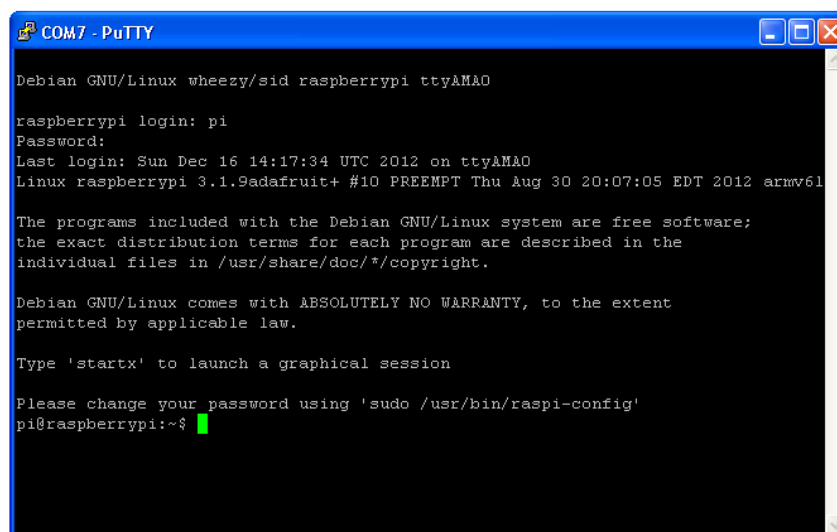 COM7 - PuTTY
Debian GNU/Linux wheezy/sid raspberrypi ttyAMA0
raspberrypi login: pi
Password:
Last login: Sun Dec 16 14:17:34 UTC 2012 on ttyAMA0
Linux raspberrypi 3.1.9adafruit+ #10 PREEMPT Thu Aug 30 20:07:05 EDT 2012 armv6l
The programs included with the Debian GNU/Linux system are free software;
the exact distribution terms for each program are described in the
individual files in /usr/share/doc/*/copyright.
Debian GNU/Linux comes with ABSOLUTELY NO WARRANTY, to the extent
permitted by applicable law.
Type 'startx' to launch a graphical session
Please change your password using 'sudo /usr/bin/raspi-config'
pi@raspberrypi:~$